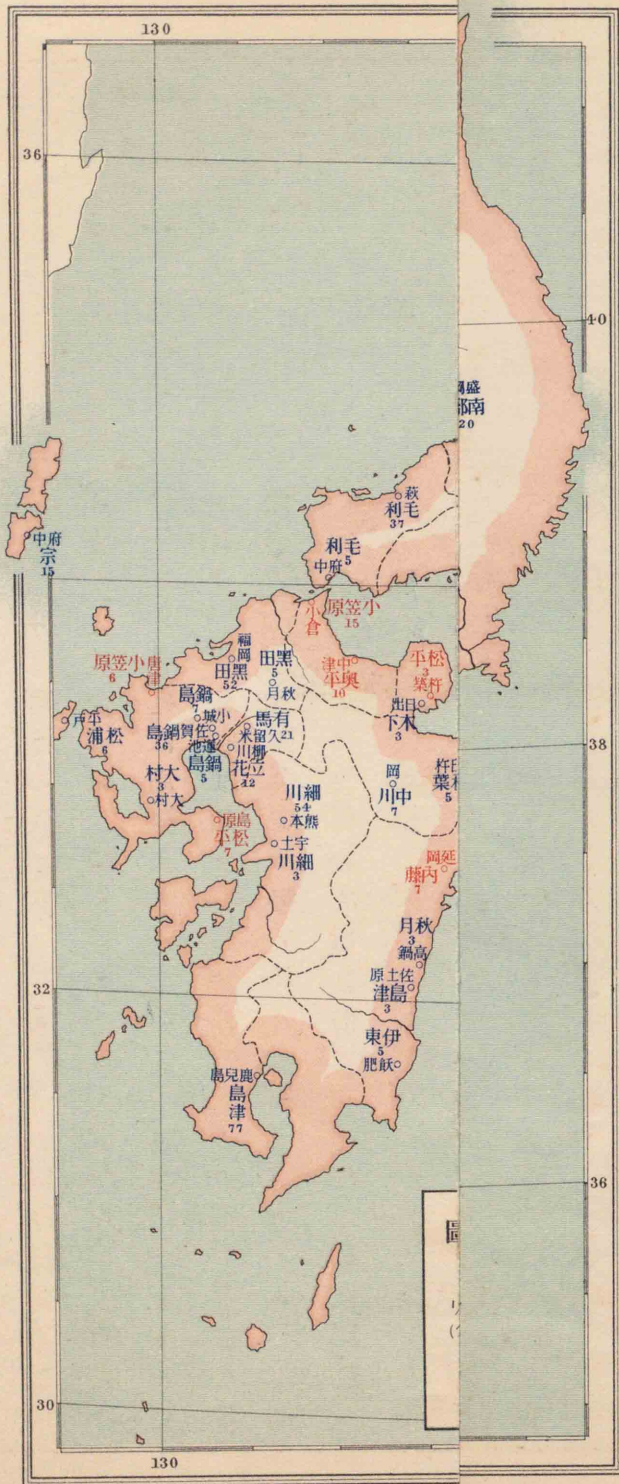 130
36
40
盛岡
南部
20
萩
毛利
37
毛利
5
府中
府中
宗
15
小倉
小笠原
15
福岡
黑田
52
黑田
5
秋月
中津
奥平
10
松平
3
杵築
日出
木下
3
小笠原
6
唐津
鍋島
7
小城
佐賀
鍋島
36
蓮池
鍋島
5
有馬
21
久留米
柳川
立花
12
平戸
松浦
6
38
大村
3
大村
島原
松平
7
細川
54
熊本
宇土
細川
3
岡
中川
7
5
延岡
内藤
7
秋月
3
高鍋
佐土原
島津
3
32
伊東
5
飫肥
鹿兒島
島津
77
36
圖
30
130